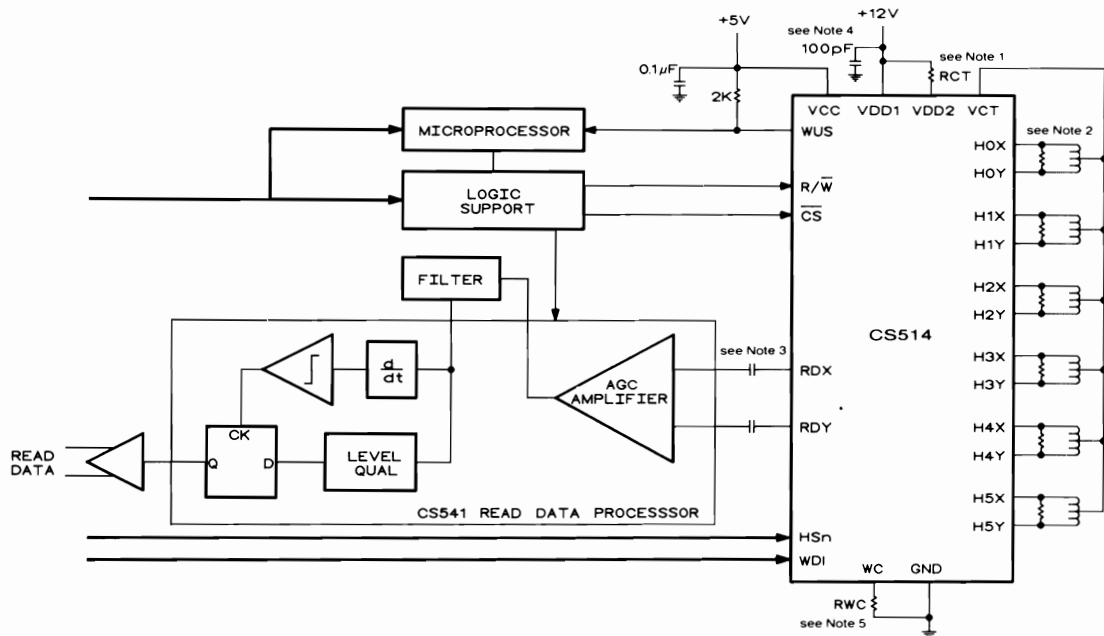 +5V
see Note 4
+12V
100pF
see Note 1
0.1μF
RCT
2K
VCC VDD1 VDD2 VCT
MICROPROCESSOR
WUS
see Note 2
H0X
H0Y
LOGIC
SUPPORT
R/W̅
C̅S̅
H1X
H1Y
FILTER
H2X
H2Y
CS514
see Note 3
d
dt
AGC
AMPLIFIER
RDX
RDY
H3X
H3Y
CK
Q D
LEVEL
QUAL
READ
DATA
H4X
H4Y
CS541 READ DATA PROCESSSOR
H5X
H5Y
HSn
WDI
WC GND
RWC
see Note 5